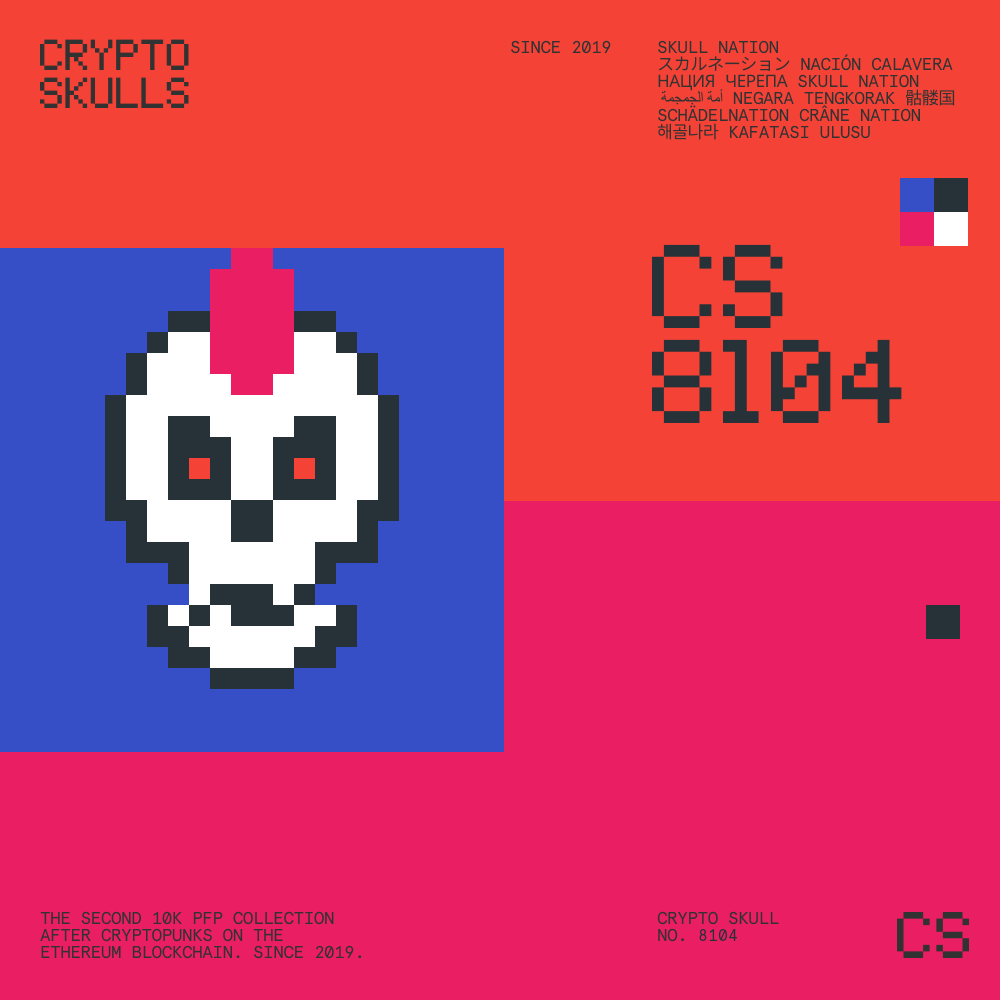 CRYPTO
SKULLS
SINCE 2019
SKULL NATION
スカルネーション NACIÓN CALAVERA
НАЦИЯ ЧЕРЕПА SKULL NATION
أمة الجمجمة NEGARA TENGKORAK 骷髅国
SCHÄDELNATION CRÂNE NATION
해골나라 KAFATASI ULUSU
CS
8104
THE SECOND 10K PFP COLLECTION
AFTER CRYPTOPUNKS ON THE
ETHEREUM BLOCKCHAIN. SINCE 2019.
CRYPTO SKULL
NO. 8104
CS